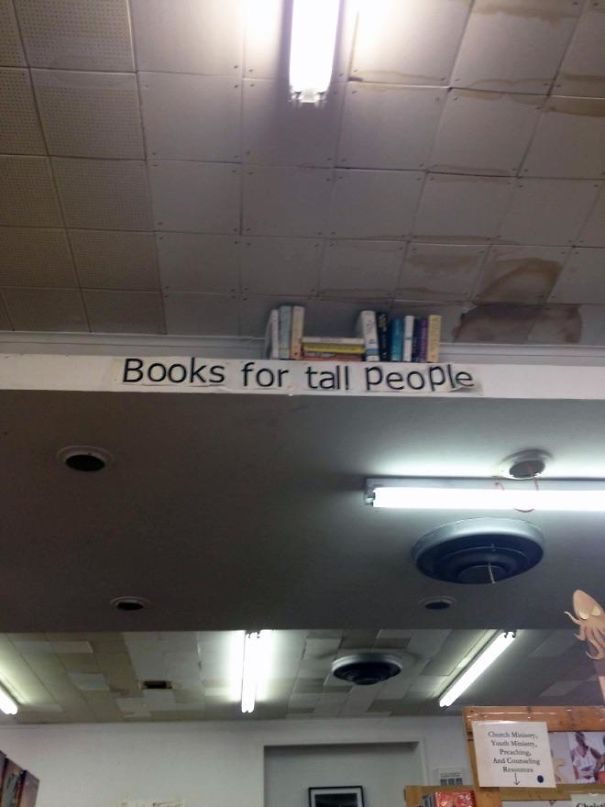 Books for tall people
Church Ministry,
Youth Ministry,
Preaching,
And Counseling
Resources